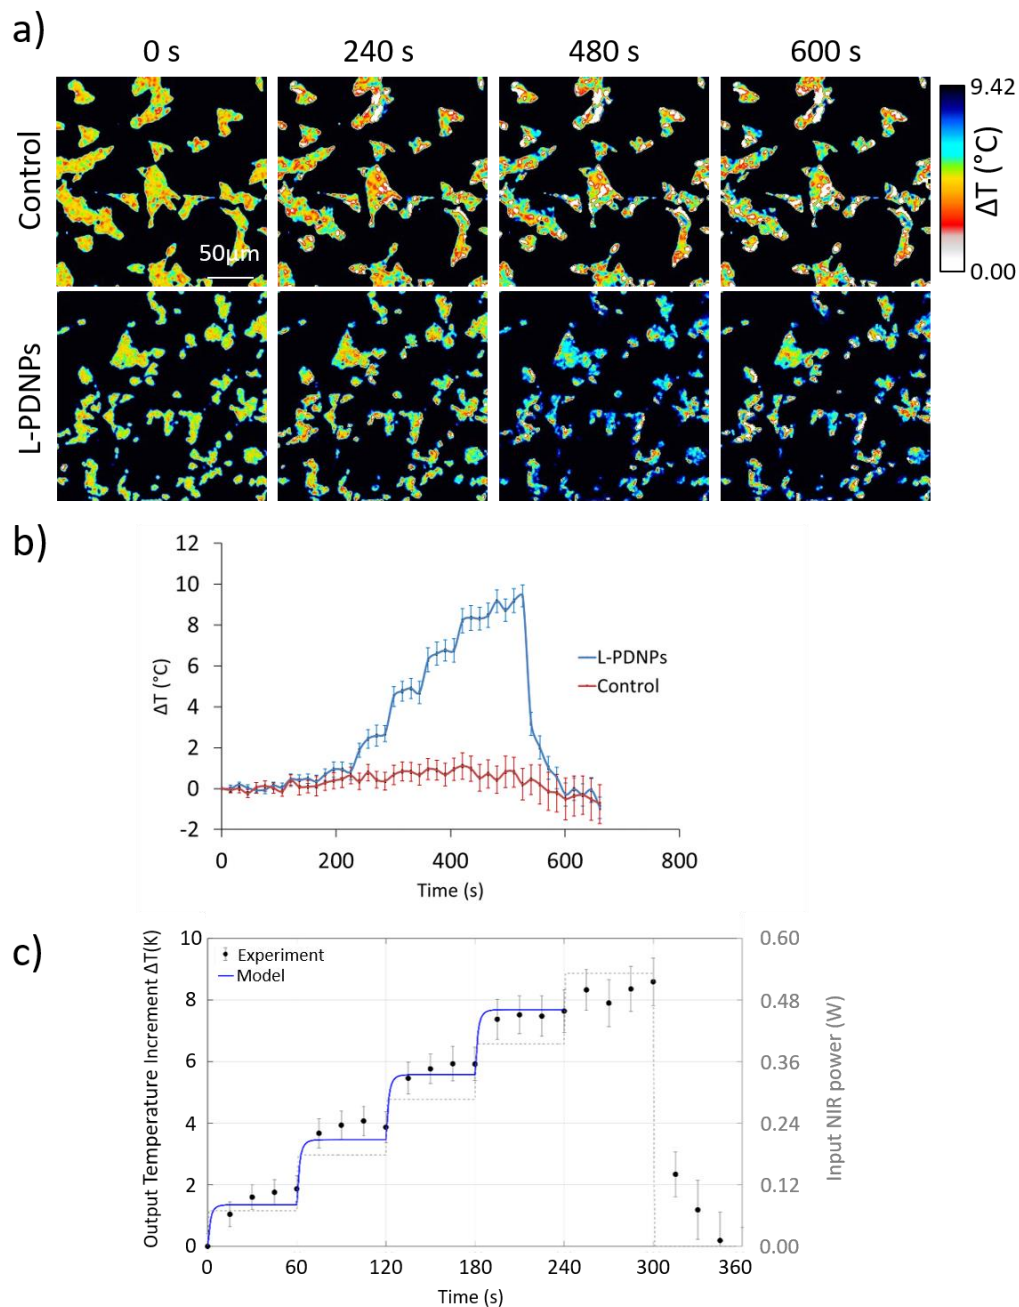 a)
0 s 240 s 480 s 600 s
Control
50µm
9.42
ΔT (°C)
0.00
L-PDNPs
b)
12
10
8
6
4
2
0
-2
ΔT (°C)
L-PDNPs
Control
0 200 400 600 800
Time (s)
c)
Output Temperature Increment ΔT(K)
10
8
6
4
2
0
Experiment
Model
0.60
0.48
0.36
0.24
0.12
0.00
Input NIR power (W)
0 60 120 180 240 300 360
Time (s)